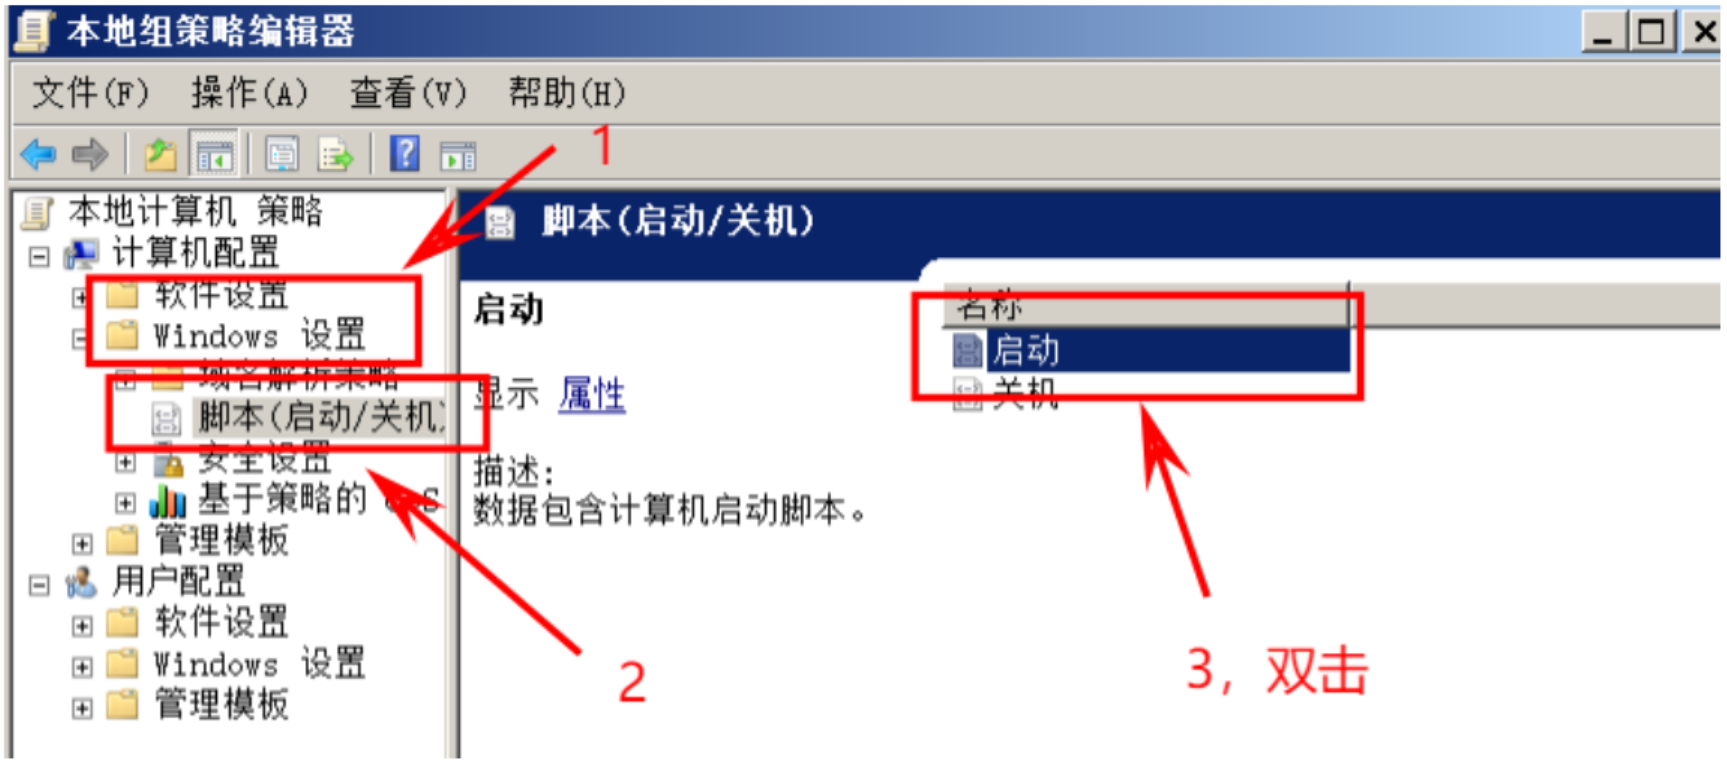 本地组策略编辑器
文件(F) 操作(A) 查看(V) 帮助(H)
1
本地计算机 策略
计算机配置
软件设置
Windows 设置
域名解析策略
脚本(启动/关机)
安全设置
基于策略的
管理模板
用户配置
软件设置
Windows 设置
管理模板
2
脚本(启动/关机)
启动
显示 属性
描述:
数据包含计算机启动脚本。
名称
启动
关机
3, 双击